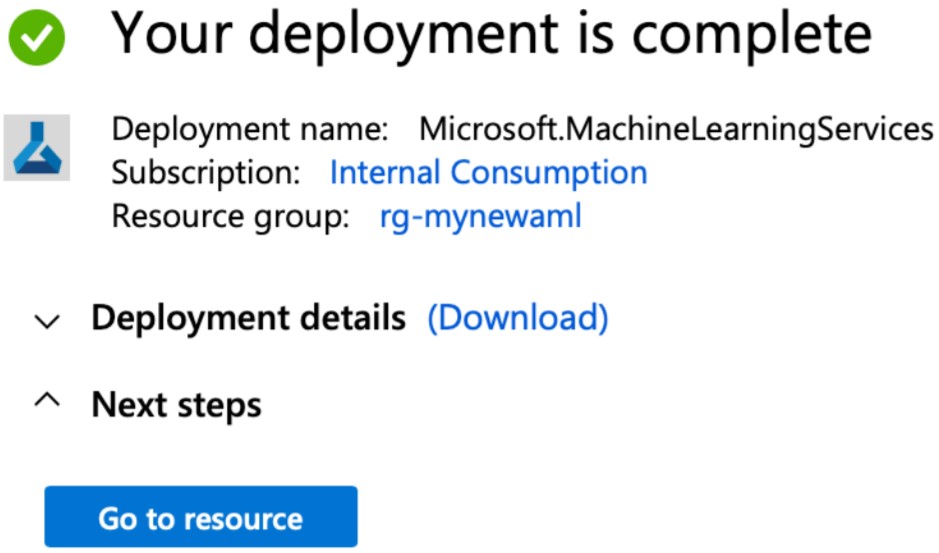 Your deployment is complete
Deployment name: Microsoft.MachineLearningServices
Subscription: Internal Consumption
Resource group: rg-mynewaml
Deployment details (Download)
Next steps
Go to resource